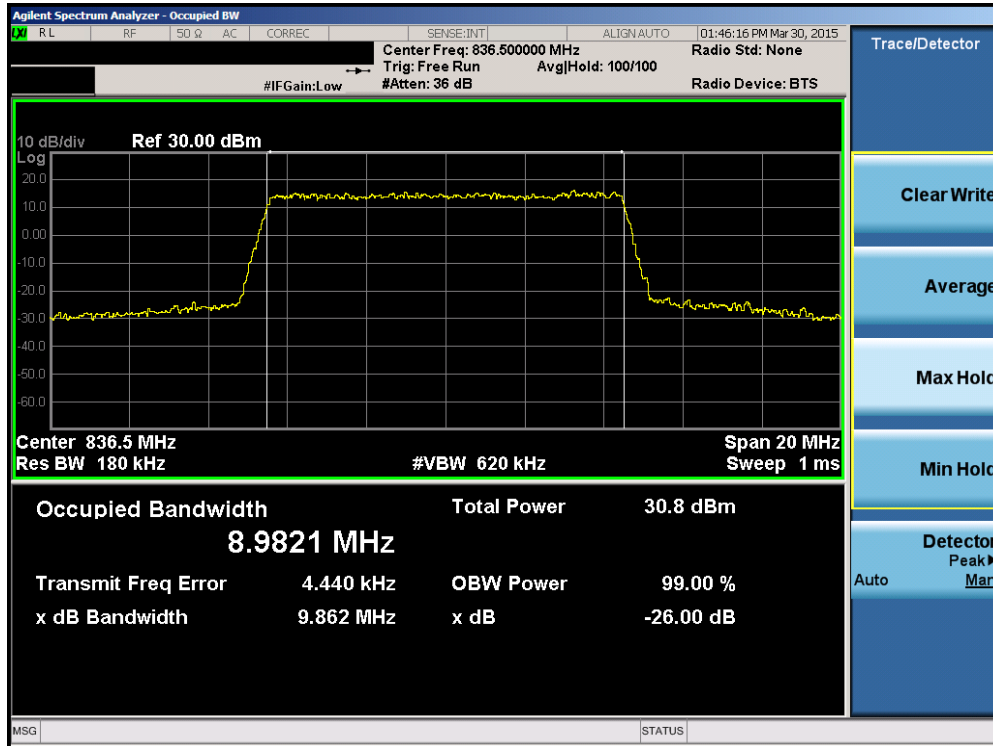 Agilent Spectrum Analyzer - Occupied BW
LXI RL RF 50 Ω AC CORREC SENSE:INT ALIGN AUTO 01:46:16 PM Mar 30, 2015
Center Freq: 836.500000 MHz Radio Std: None
Trig: Free Run Avg|Hold: 100/100
#IFGain:Low #Atten: 36 dB Radio Device: BTS
10 dB/div Ref 30.00 dBm
Log
20.0
10.0
0.00
-10.0
-20.0
-30.0
-40.0
-50.0
-60.0
Center 836.5 MHz Span 20 MHz
Res BW 180 kHz #VBW 620 kHz Sweep 1 ms
Occupied Bandwidth Total Power 30.8 dBm
8.9821 MHz
Transmit Freq Error 4.440 kHz OBW Power 99.00 %
x dB Bandwidth 9.862 MHz x dB -26.00 dB
MSG STATUS
Trace/Detector
Clear Write
Average
Max Hold
Min Hold
Detector
Peak
Auto Man